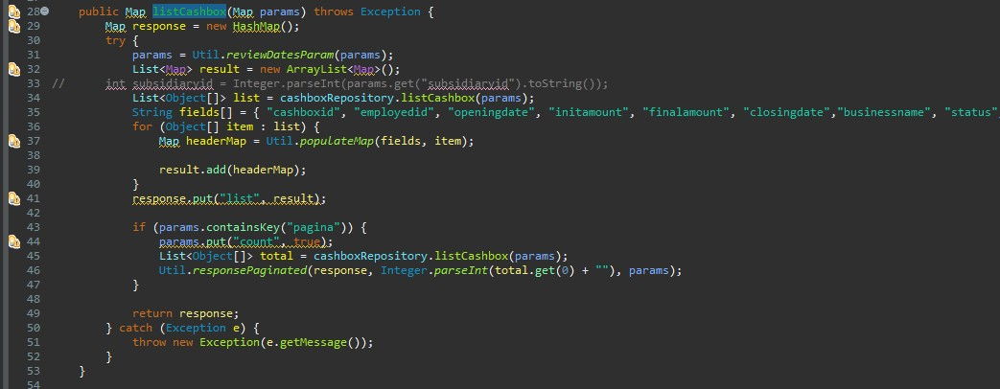 28 public Map listCashbox(Map params) throws Exception {
29 Map response = new HashMap();
30 try {
31 params = Util.reviewDatesParam(params);
32 List<Map> result = new ArrayList<Map>();
33 // int subsidiaryid = Integer.parseInt(params.get("subsidiaryid").toString());
34 List<Object[]> list = cashboxRepository.listCashbox(params);
35 String fields[] = { "cashboxid", "employedid", "openingdate", "initamount", "finalamount", "closingdate","businessname", "status"
36 for (Object[] item : list) {
37 Map headerMap = Util.populateMap(fields, item);
38
39 result.add(headerMap);
40 }
41 response.put("list", result);
42
43 if (params.containsKey("pagina")) {
44 params.put("count", true);
45 List<Object[]> total = cashboxRepository.listCashbox(params);
46 Util.responsePaginated(response, Integer.parseInt(total.get(0) + ""), params);
47 }
48
49 return response;
50 } catch (Exception e) {
51 throw new Exception(e.getMessage());
52 }
53 }
54